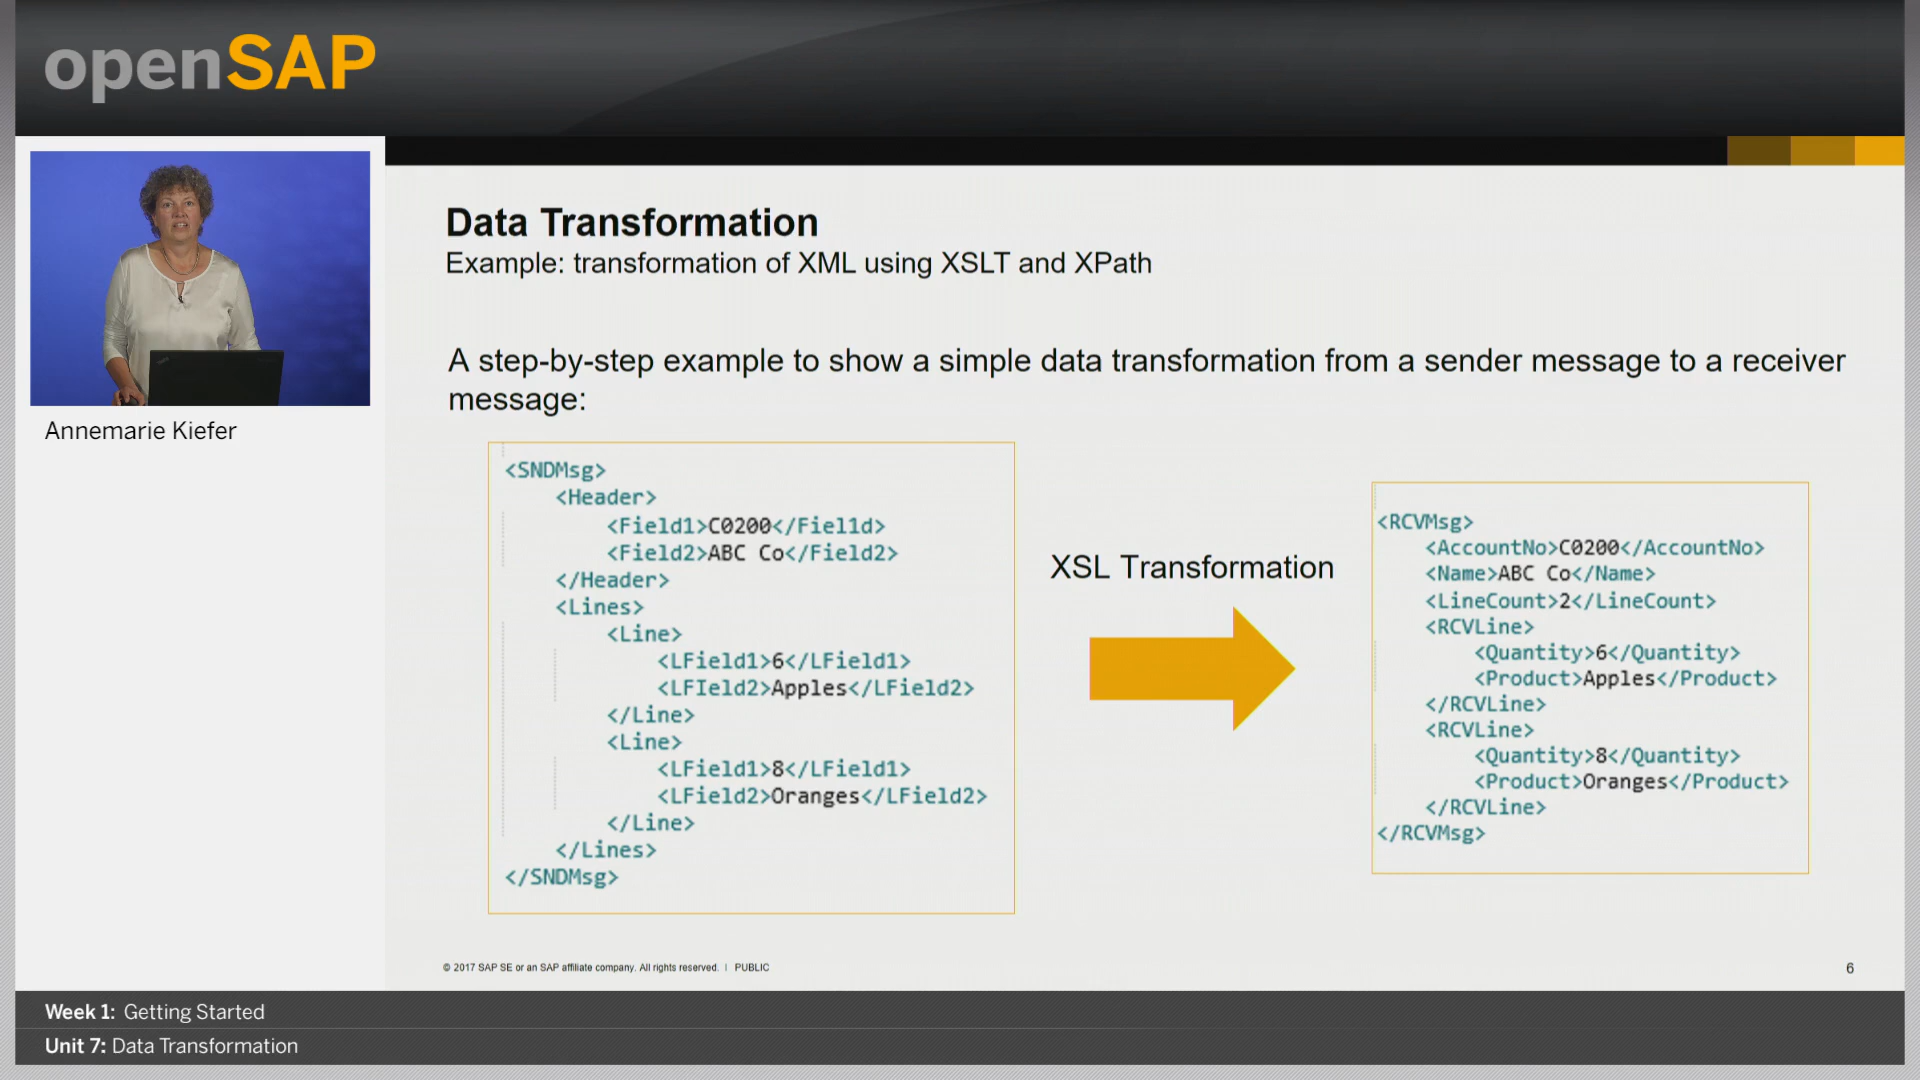 openSAP
Annemarie Kiefer
Data Transformation
Example: transformation of XML using XSLT and XPath
A step-by-step example to show a simple data transformation from a sender message to a receiver
message:
<SNDMsg>
<Header>
<Field1>C0200</Fiel1d>
<Field2>ABC Co</Field2>
</Header>
<Lines>
<Line>
<LField1>6</LField1>
<LFIeld2>Apples</LField2>
</Line>
<Line>
<LField1>8</LField1>
<LField2>Oranges</LField2>
</Line>
</Lines>
</SNDMsg>
XSL Transformation
<RCVMsg>
<AccountNo>C0200</AccountNo>
<Name>ABC Co</Name>
<LineCount>2</LineCount>
<RCVLine>
<Quantity>6</Quantity>
<Product>Apples</Product>
</RCVLine>
<RCVLine>
<Quantity>8</Quantity>
<Product>Oranges</Product>
</RCVLine>
</RCVMsg>
© 2017 SAP SE or an SAP affiliate company. All rights reserved. | PUBLIC
6
Week 1: Getting Started
Unit 7: Data Transformation